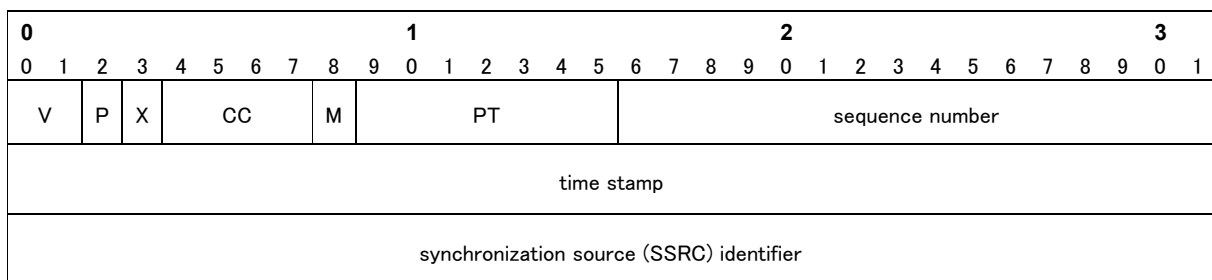 0 1 2 3
0 1 2 3 4 5 6 7 8 9 0 1 2 3 4 5 6 7 8 9 0 1 2 3 4 5 6 7 8 9 0 1
V P X CC M PT sequence number
time stamp
synchronization source (SSRC) identifier